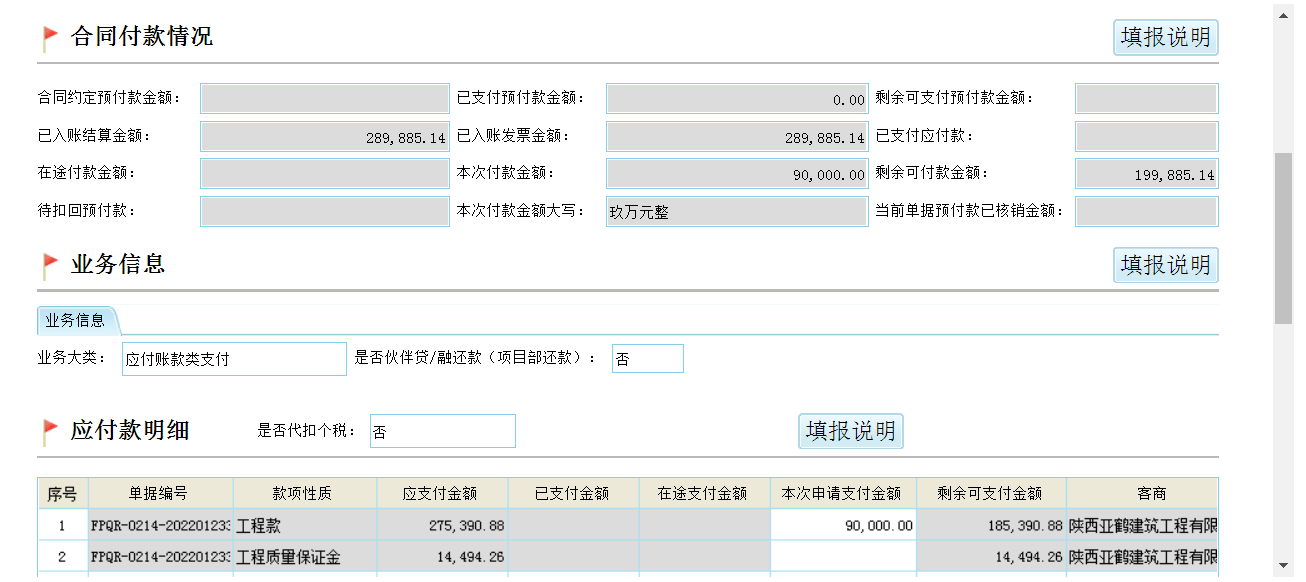 合同付款情况 填报说明
合同约定预付款金额： 已支付预付款金额： 0.00 剩余可支付预付款金额：
已入账结算金额： 289,885.14 已入账发票金额： 289,885.14 已支付应付款：
在途付款金额： 本次付款金额： 90,000.00 剩余可付款金额： 199,885.14
待扣回预付款： 本次付款金额大写： 玖万元整 当前单据预付款已核销金额：
业务信息 填报说明
业务信息
业务大类： 应付账款类支付 是否伙伴贷/融还款（项目部还款）： 否
应付款明细 是否代扣个税： 否 填报说明
序号 单据编号 款项性质 应支付金额 已支付金额 在途支付金额 本次申请支付金额 剩余可支付金额 客商
1 FPQR-0214-202201233 工程款 275,390.88 90,000.00 185,390.88 陕西亚鹤建筑工程有限
2 FPQR-0214-202201233 工程质量保证金 14,494.26 14,494.26 陕西亚鹤建筑工程有限